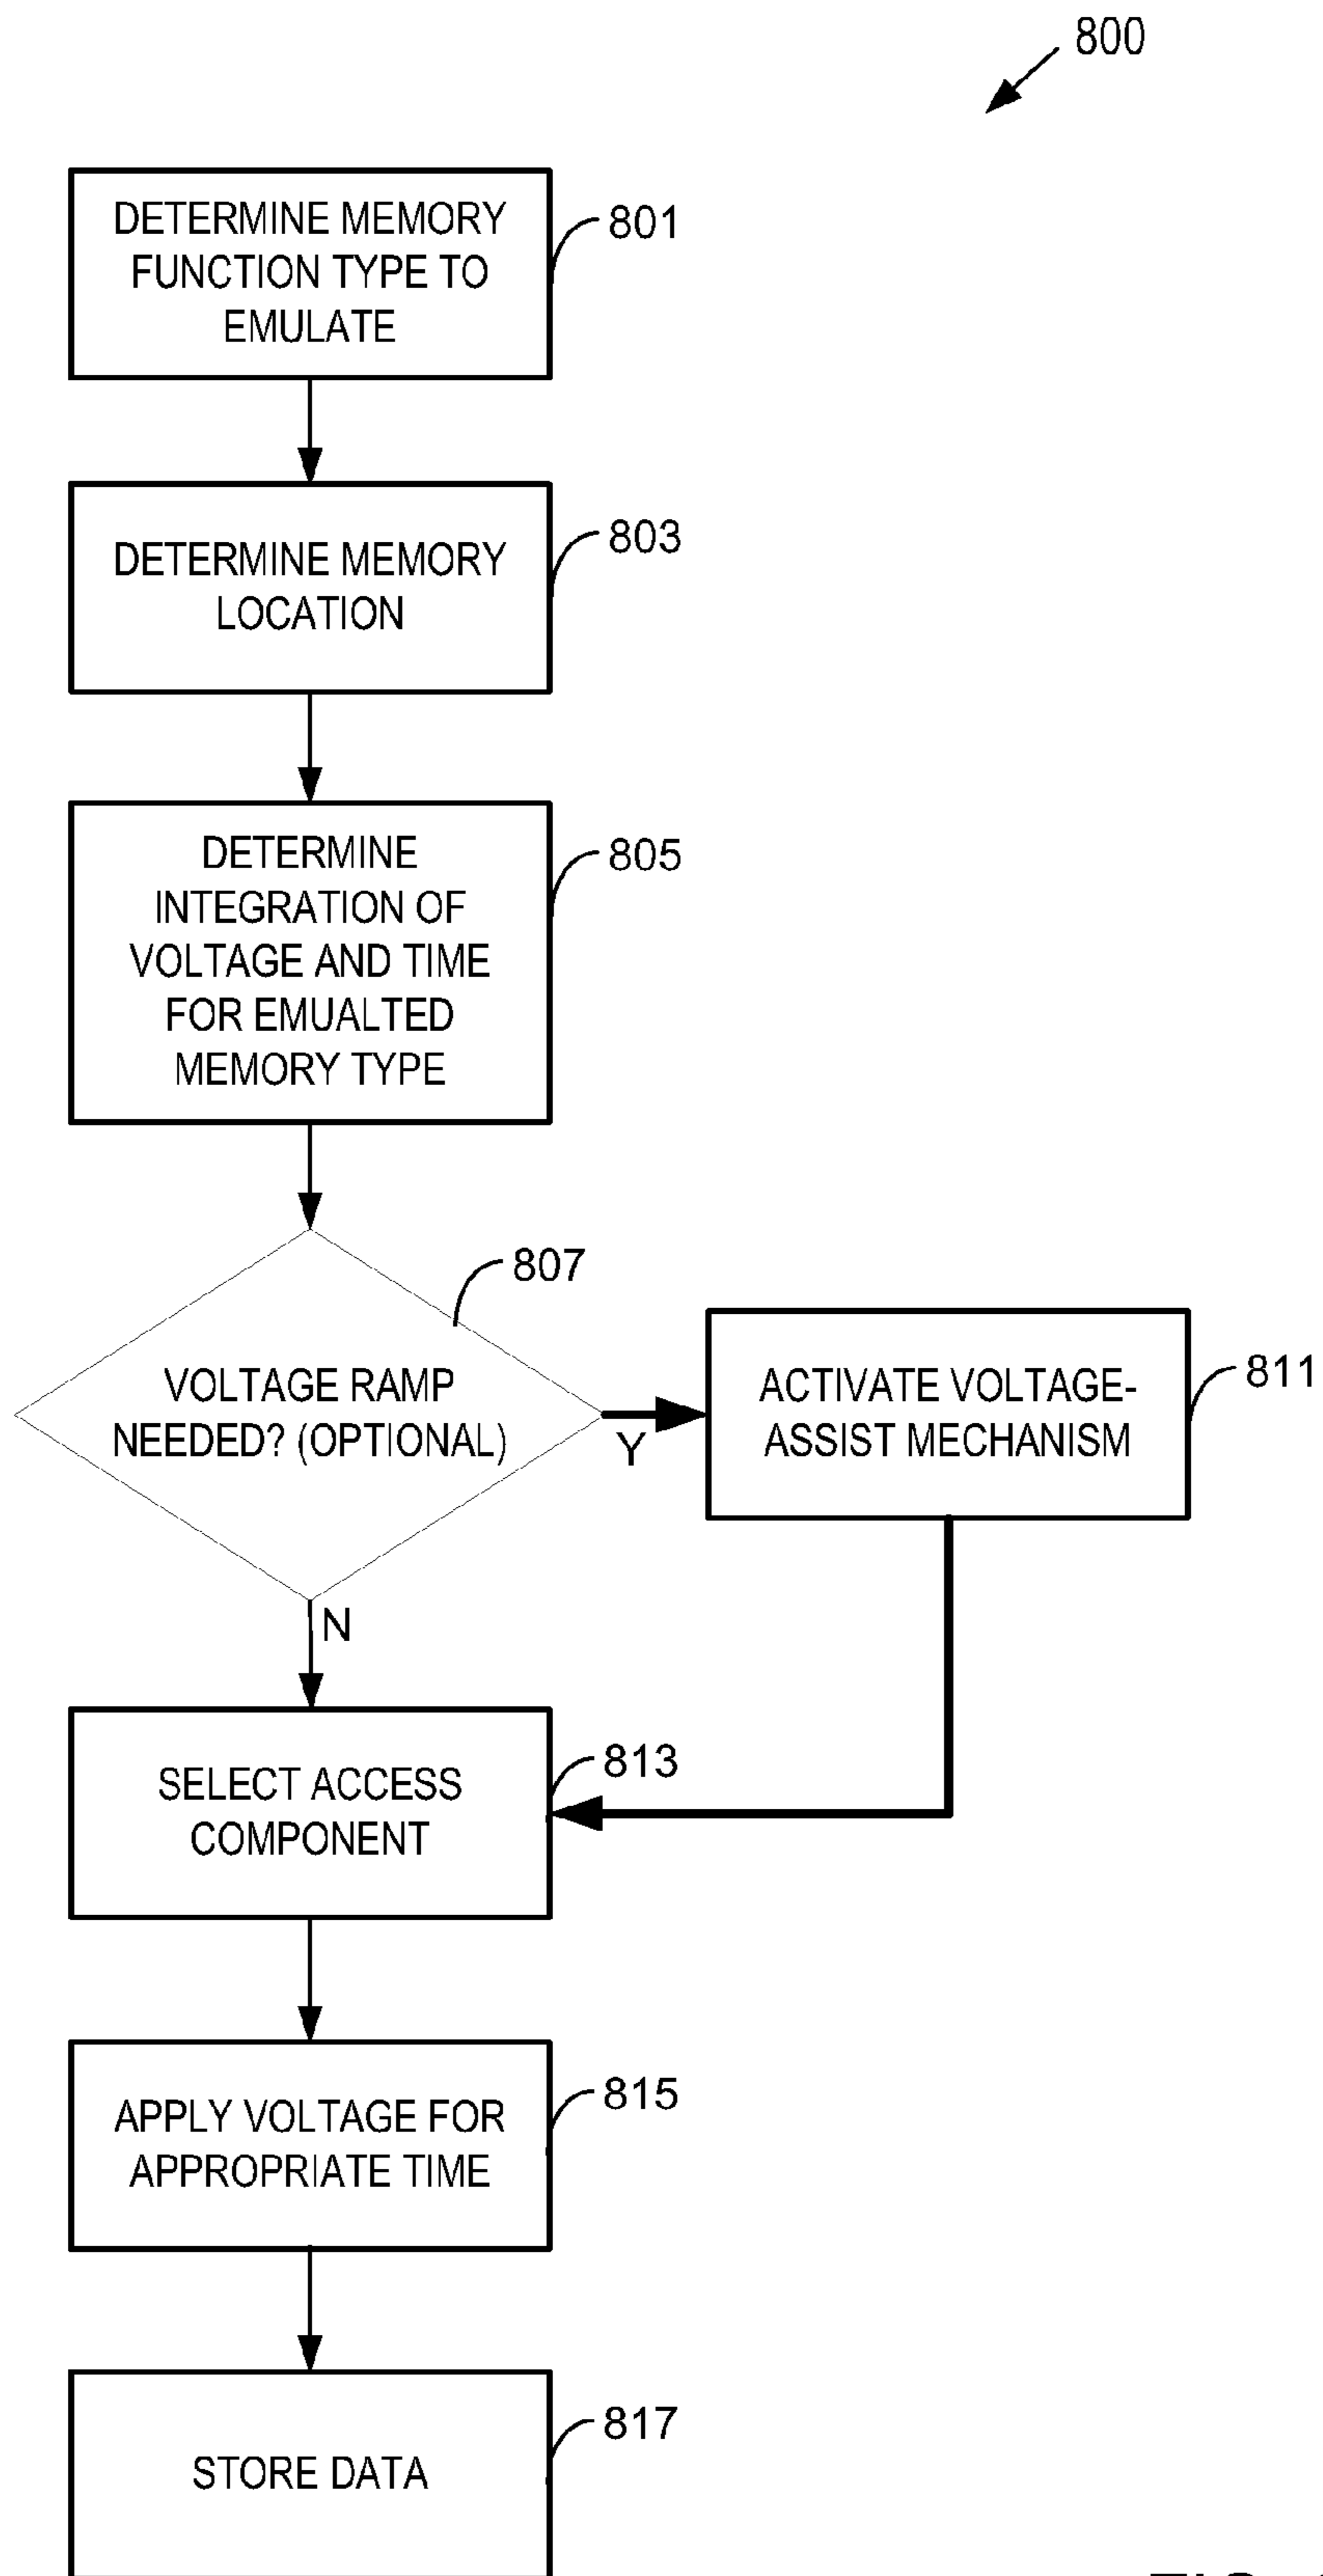 800
DETERMINE MEMORY
FUNCTION TYPE TO
EMULATE
801
DETERMINE MEMORY
LOCATION
803
DETERMINE
INTEGRATION OF
VOLTAGE AND TIME
FOR EMUALTED
MEMORY TYPE
805
807
VOLTAGE RAMP
NEEDED? (OPTIONAL)
Y
ACTIVATE VOLTAGE-
ASSIST MECHANISM
811
N
SELECT ACCESS
COMPONENT
813
APPLY VOLTAGE FOR
APPROPRIATE TIME
815
STORE DATA
817